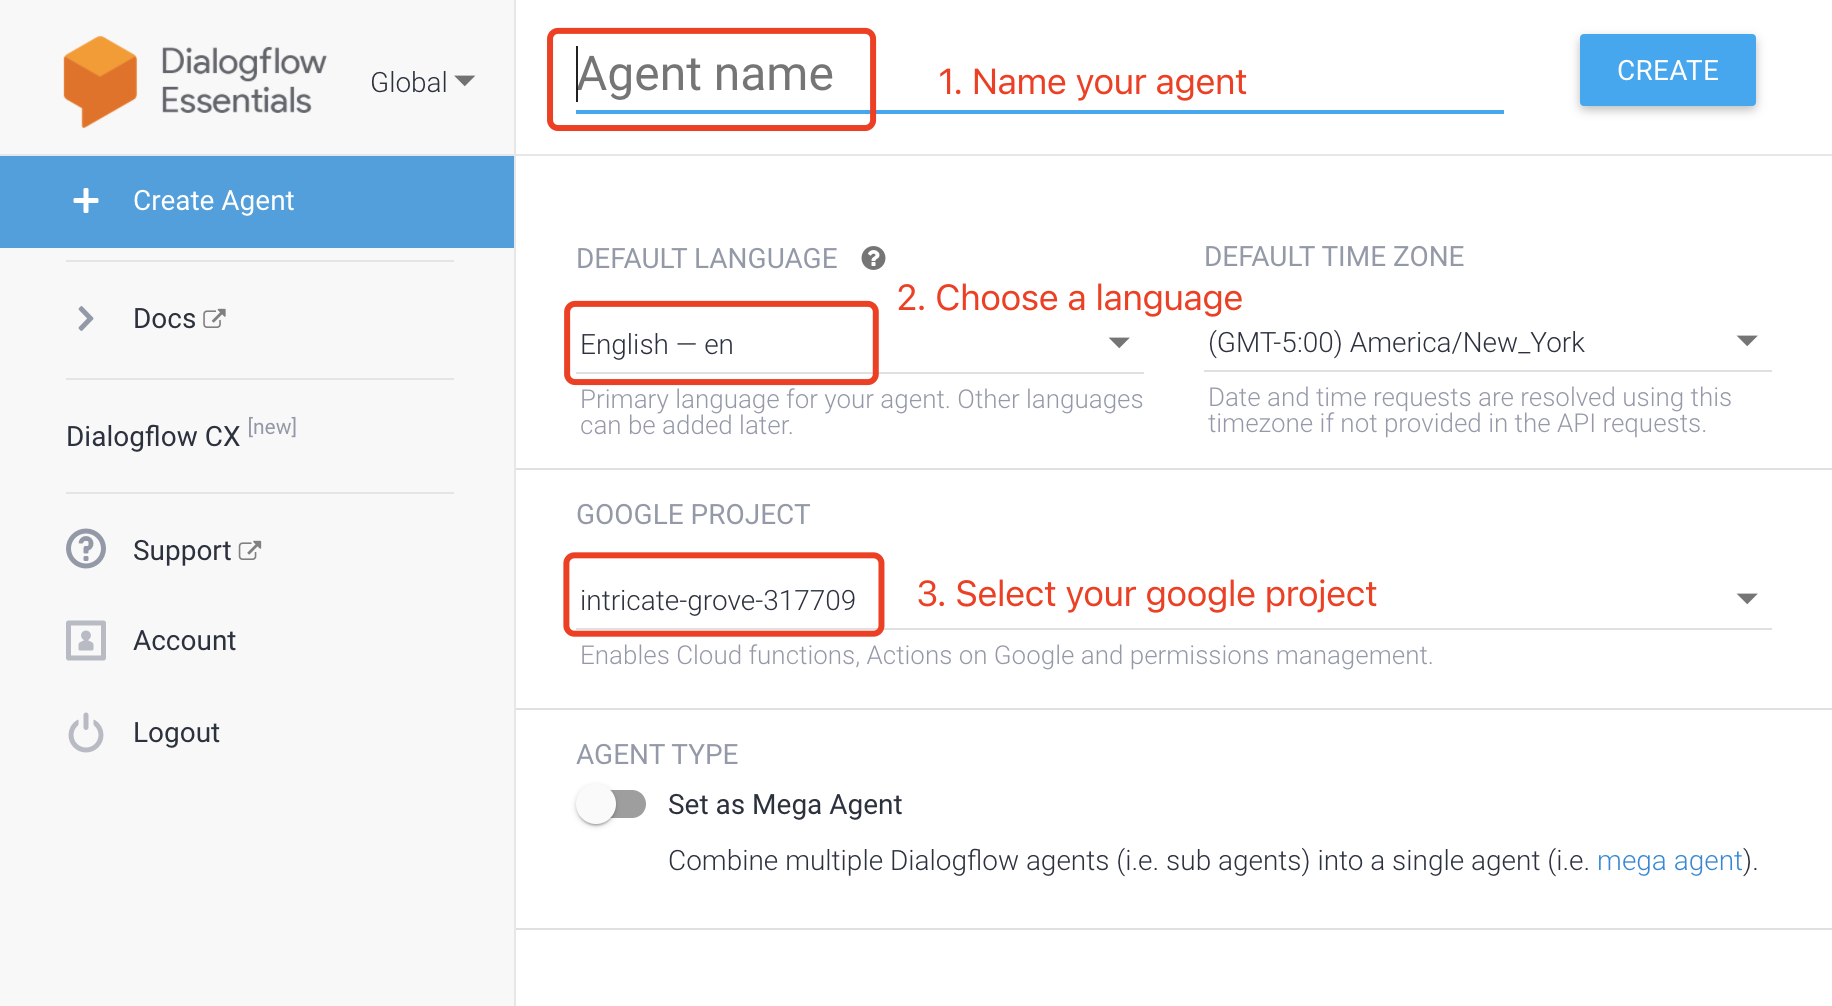 Dialogflow
Essentials
Global
Create Agent
Docs
Dialogflow CX [new]
Support
Account
Logout
Agent name
1. Name your agent
CREATE
DEFAULT LANGUAGE
2. Choose a language
English — en
Primary language for your agent. Other languages
can be added later.
DEFAULT TIME ZONE
(GMT-5:00) America/New_York
Date and time requests are resolved using this
timezone if not provided in the API requests.
GOOGLE PROJECT
intricate-grove-317709
3. Select your google project
Enables Cloud functions, Actions on Google and permissions management.
AGENT TYPE
Set as Mega Agent
Combine multiple Dialogflow agents (i.e. sub agents) into a single agent (i.e. mega agent).